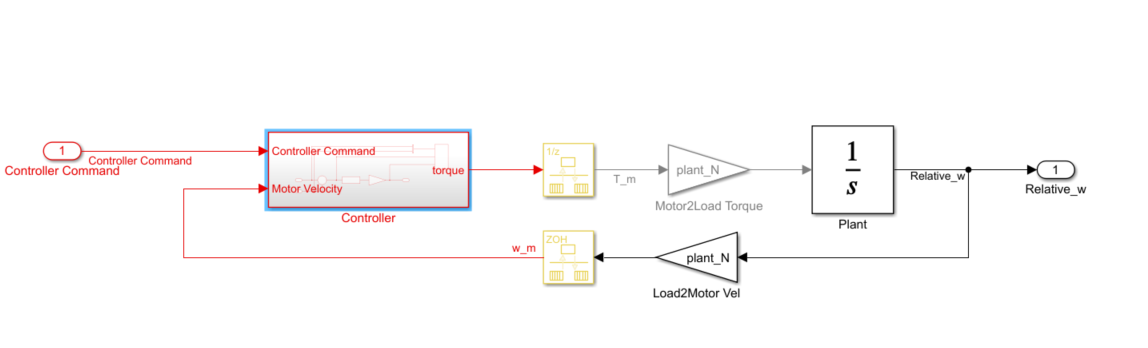 1
Controller Command
Controller Command
Controller Command
Motor Velocity
torque
Controller
1/z
T_m
plant_N
Motor2Load Torque
1
s
Plant
Relative_w
1
Relative_w
w_m
ZOH
plant_N
Load2Motor Vel